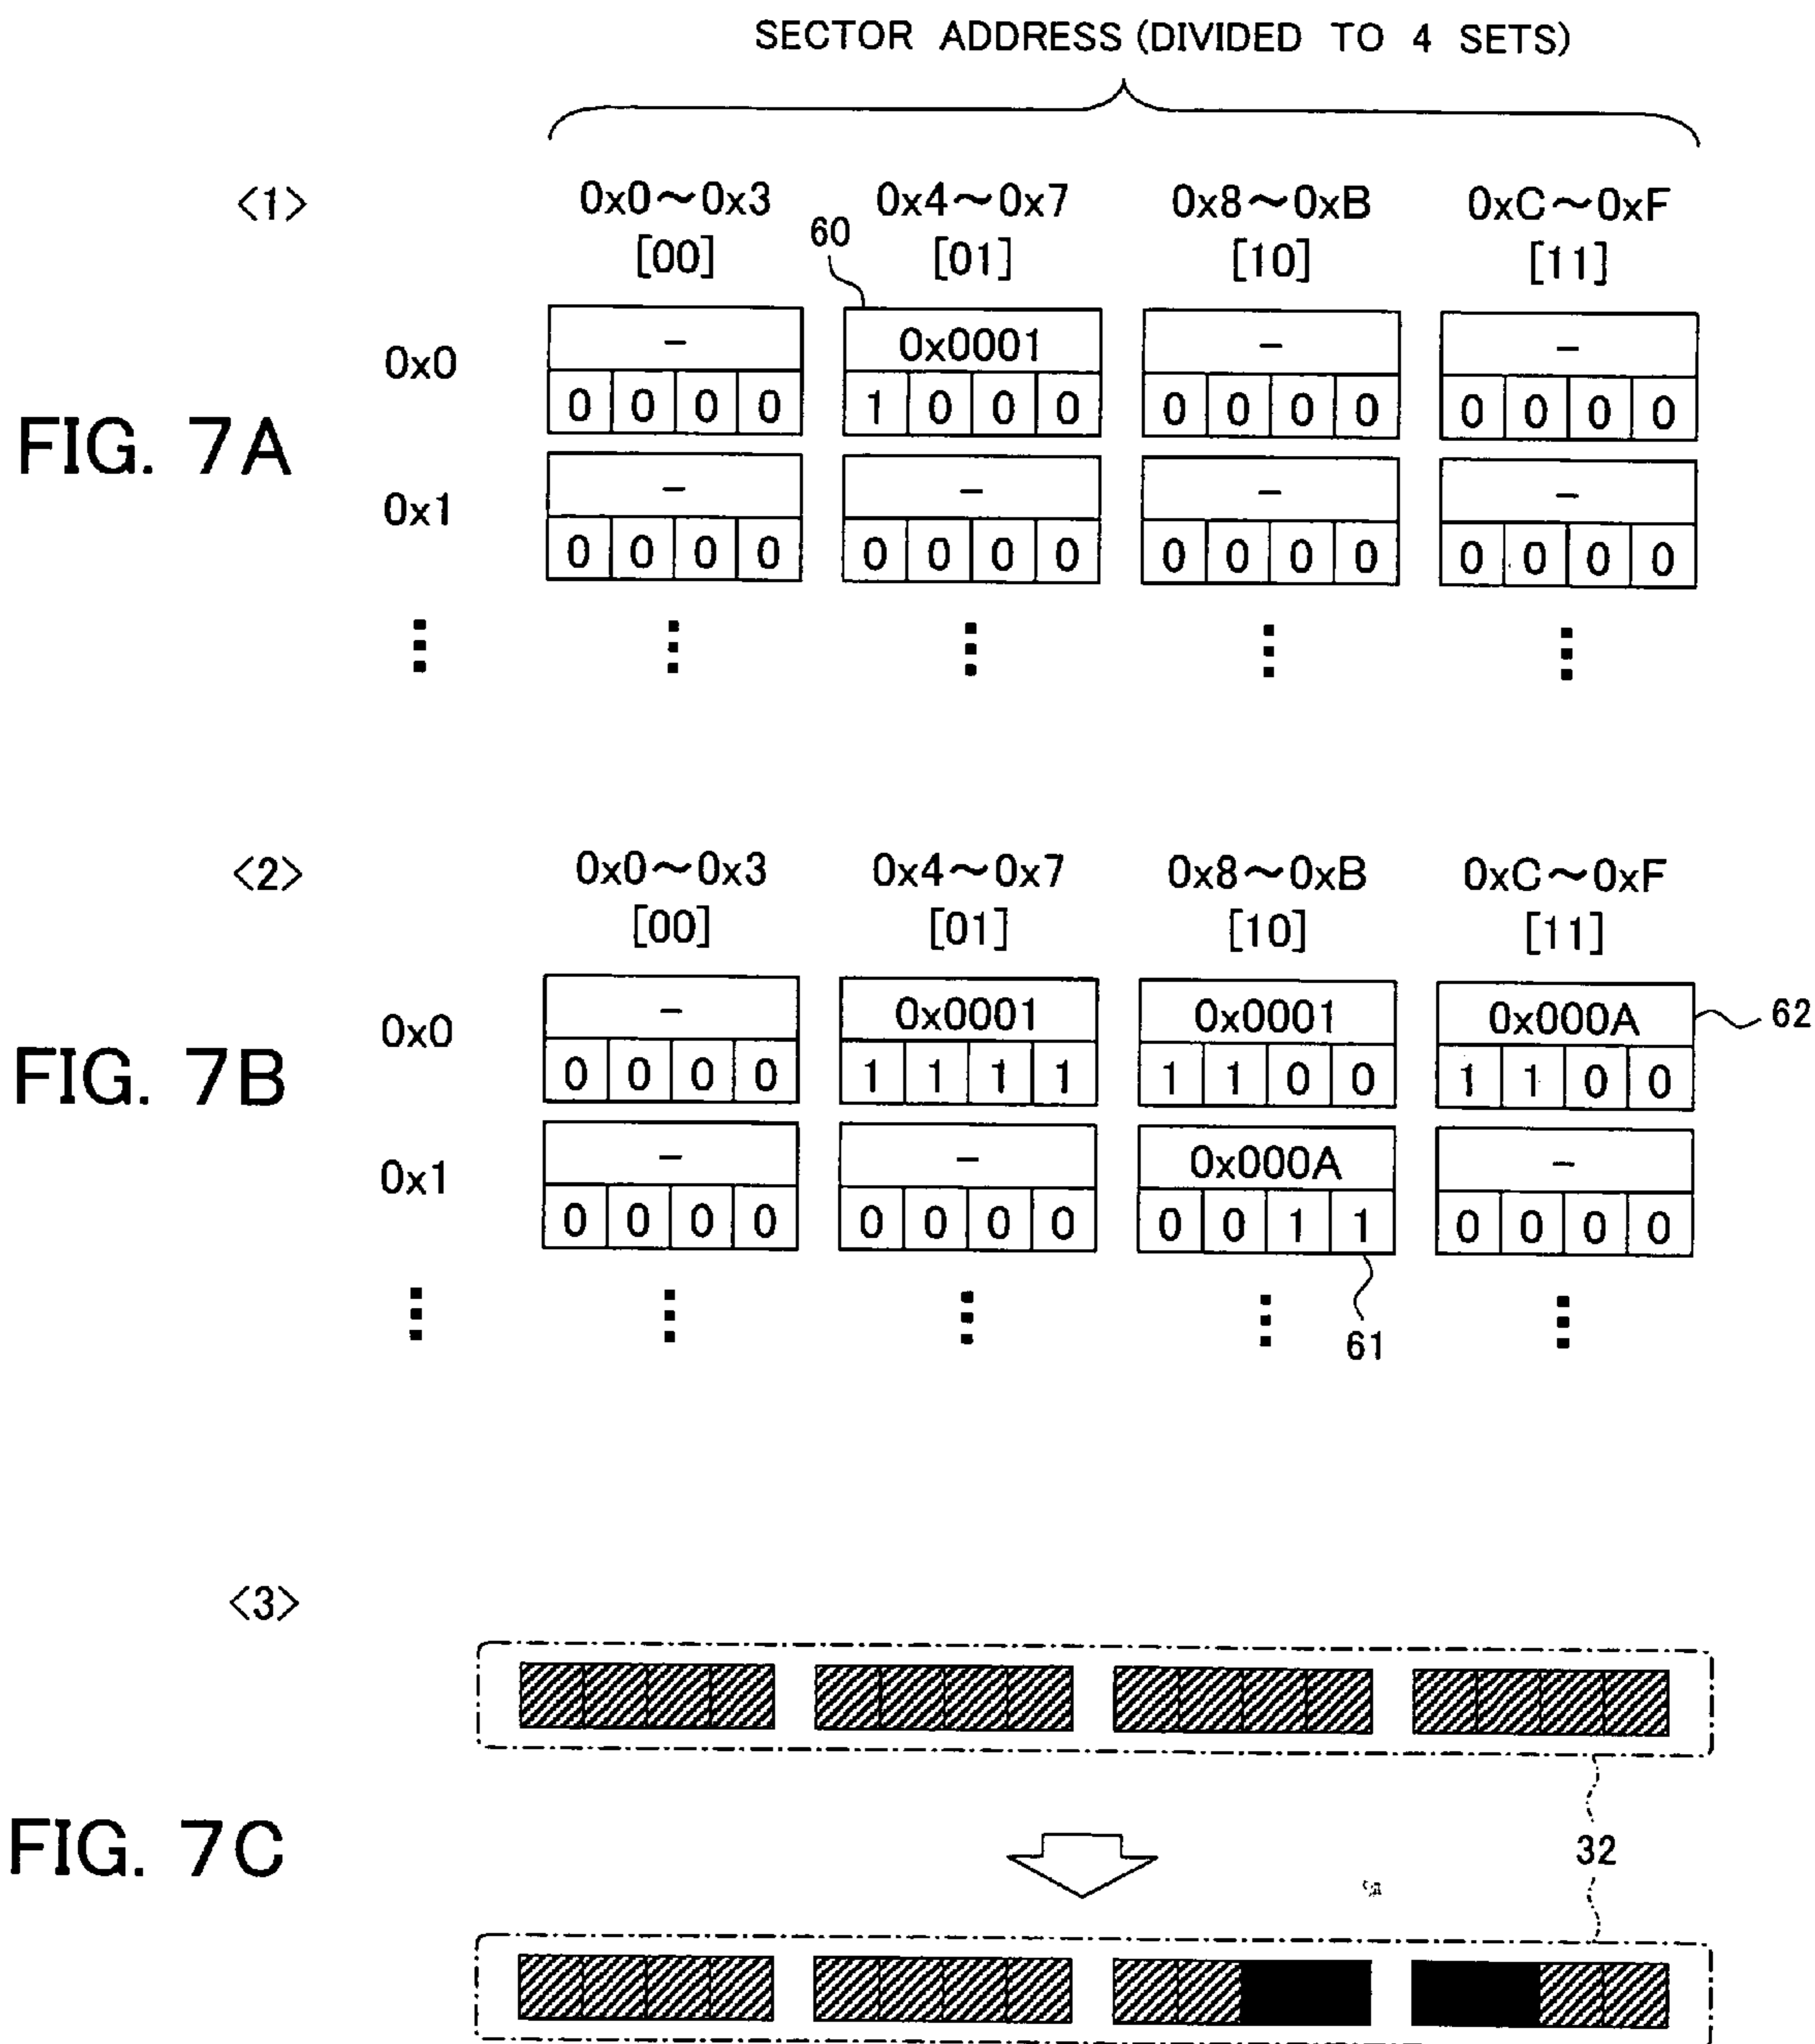 SECTOR ADDRESS (DIVIDED TO 4 SETS)
<1> 0x0~0x3 0x4~0x7 0x8~0xB 0xC~0xF
60
[00] [01] [10] [11]
0x0 - 0x0001 - -
0 0 0 0 1 0 0 0 0 0 0 0 0 0 0 0
FIG. 7A
0x1 - - - -
0 0 0 0 0 0 0 0 0 0 0 0 0 0 0 0
<2> 0x0~0x3 0x4~0x7 0x8~0xB 0xC~0xF
[00] [01] [10] [11]
0x0 - 0x0001 0x0001 0x000A 62
0 0 0 0 1 1 1 1 1 1 0 0 1 1 0 0
FIG. 7B
0x1 - - 0x000A -
0 0 0 0 0 0 0 0 0 0 1 1 0 0 0 0
61
<3>
FIG. 7C
32